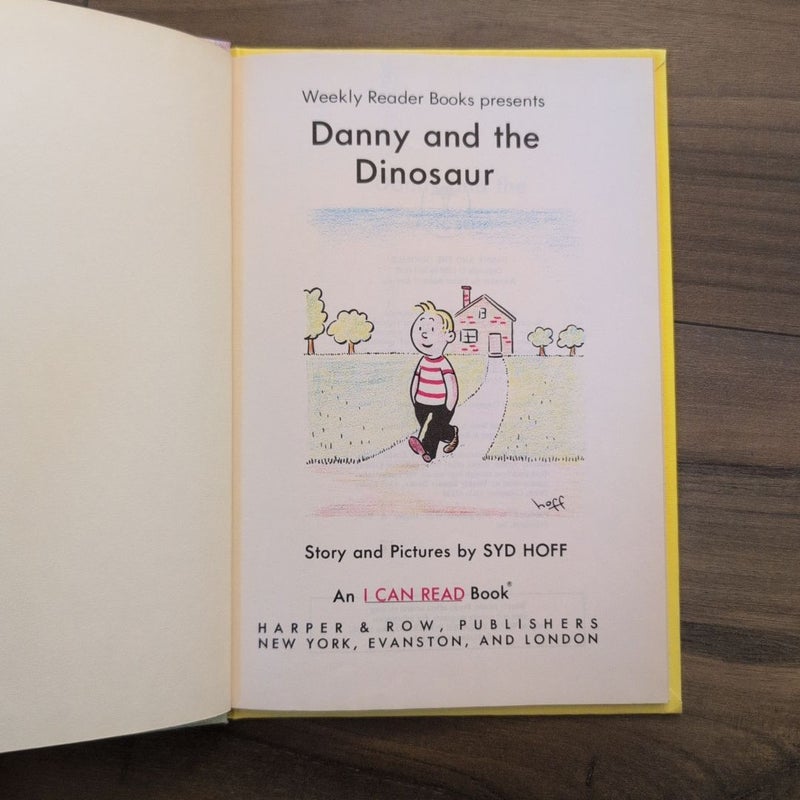 Weekly Reader Books presents
Danny and the
Dinosaur
hoff
Story and Pictures by SYD HOFF
An I CAN READ Book®
HARPER & ROW, PUBLISHERS
NEW YORK, EVANSTON, AND LONDON